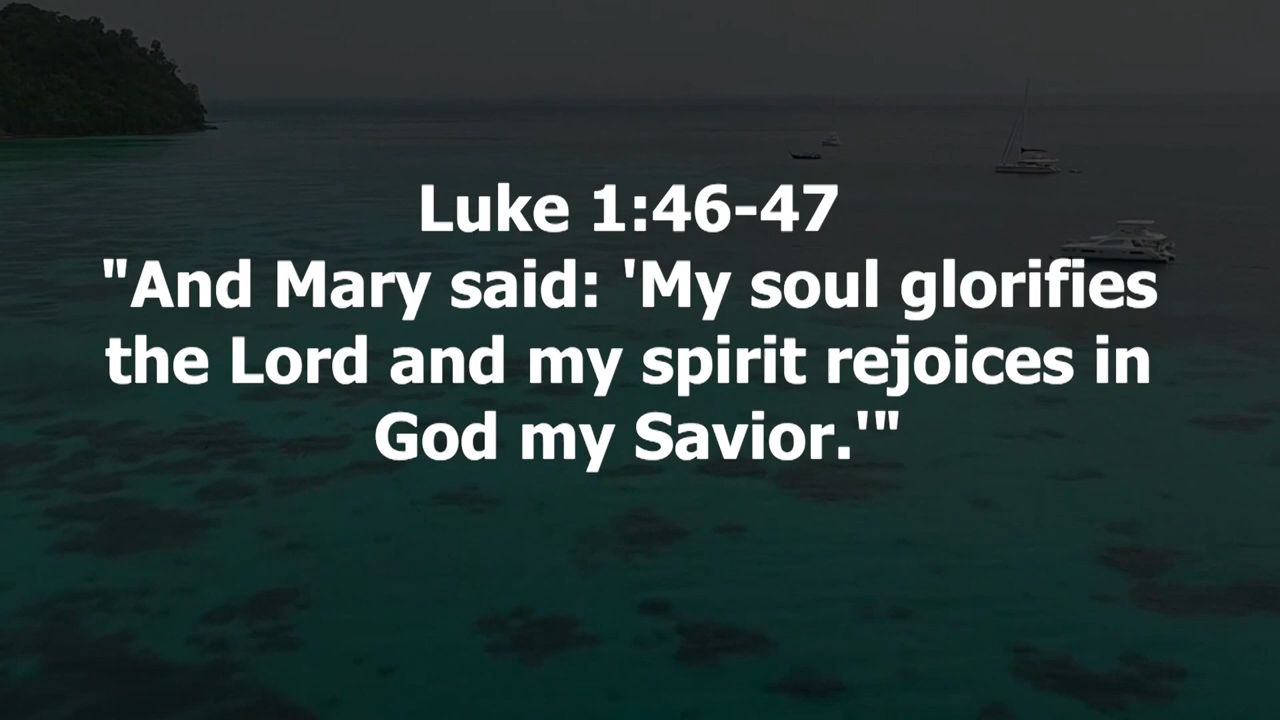 Luke 1:46-47
"And Mary said: 'My soul glorifies
the Lord and my spirit rejoices in
God my Savior.'"